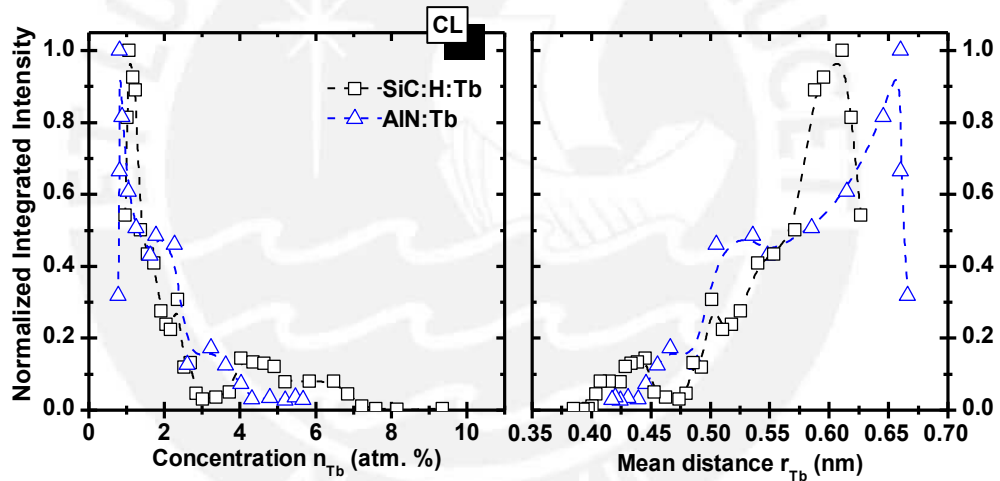 CL
SiC:H:Tb
AlN:Tb
Normalized Integrated Intensity
1.0
0.8
0.6
0.4
0.2
0.0
0 2 4 6 8 10
Concentration n_Tb (atm. %)
1.0
0.8
0.6
0.4
0.2
0.0
0.35 0.40 0.45 0.50 0.55 0.60 0.65 0.70
Mean distance r_Tb (nm)